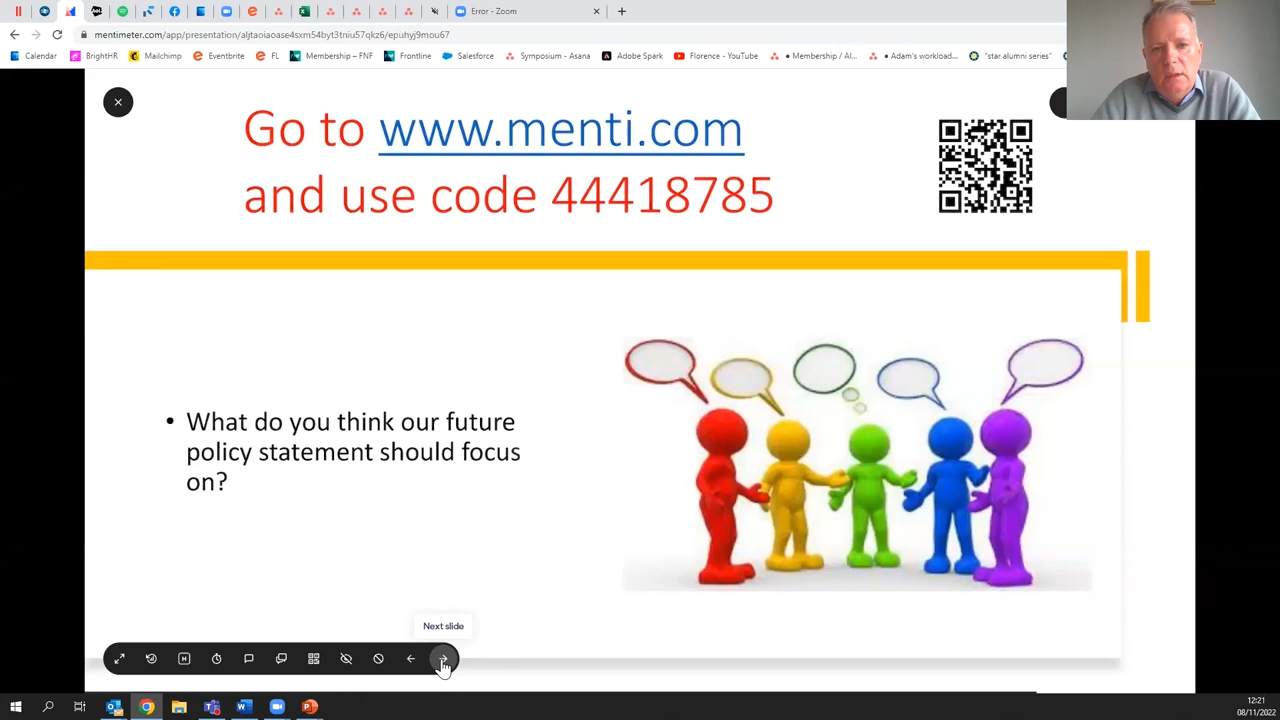 Error - Zoom
mentimeter.com/app/presentation/aljtaoiaoase4sxm54byt3tniu57qkz6/epuhyj9mou67
Calendar BrightHR Mailchimp Eventbrite FL Membership – FNF Frontline Salesforce Symposium - Asana Adobe Spark Florence - YouTube • Membership / Al... • Adam's workload... "star alumni series"
Go to www.menti.com
and use code 44418785
• What do you think our future
policy statement should focus
on?
Next slide
12:21
08/11/2022